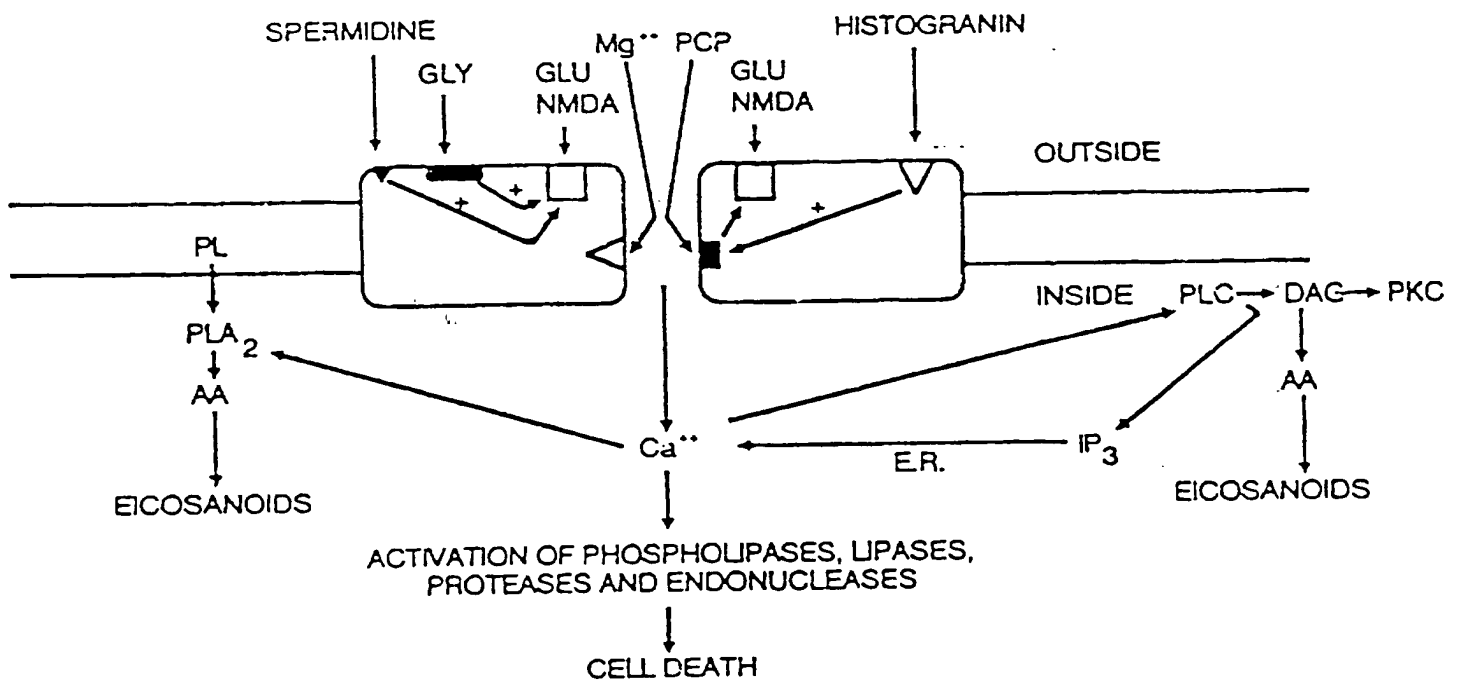 SPERMIDINE
Mg++ PCP
HISTOGRANIN
GLY
GLU
NMDA
GLU
NMDA
OUTSIDE
+
+
+
PL
INSIDE
PLC
DAG
PKC
PLA2
AA
AA
Ca++
E.R.
IP3
EICOSANOIDS
EICOSANOIDS
ACTIVATION OF PHOSPHOLIPASES, LIPASES,
PROTEASES AND ENDONUCLEASES
CELL DEATH